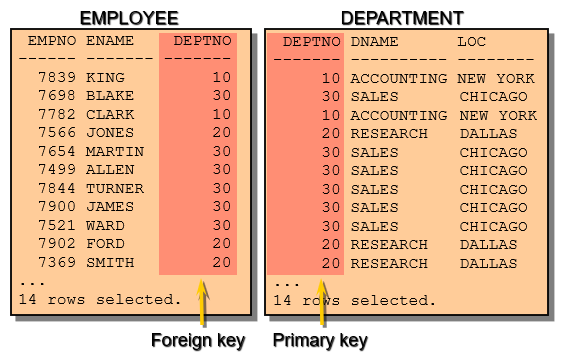 EMPLOYEE
EMPNO ENAME DEPTNO
------ --------- -------
7839 KING 10
7698 BLAKE 30
7782 CLARK 10
7566 JONES 20
7654 MARTIN 30
7499 ALLEN 30
7844 TURNER 30
7900 JAMES 30
7521 WARD 30
7902 FORD 20
7369 SMITH 20
...
14 rows selected.
Foreign key
DEPARTMENT
DEPTNO DNAME LOC
------- ---------- --------
10 ACCOUNTING NEW YORK
30 SALES CHICAGO
10 ACCOUNTING NEW YORK
20 RESEARCH DALLAS
30 SALES CHICAGO
30 SALES CHICAGO
30 SALES CHICAGO
30 SALES CHICAGO
30 SALES CHICAGO
20 RESEARCH DALLAS
20 RESEARCH DALLAS
...
14 rows selected.
Primary key